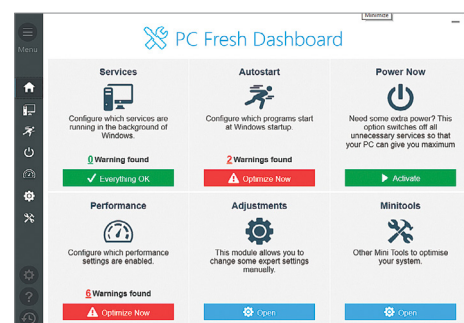 Minimize
Menu
PC Fresh Dashboard
Services
Configure which services are
running in the background of
Windows.
0 Warning found
Everything OK
Autostart
Configure which programs start
at Windows startup.
2 Warnings found
Optimize Now
Power Now
Need some extra power? This
option switches off all
unnecessary services so that
your PC can give you maximum
Activate
Performance
Configure which performance
settings are enabled.
6 Warnings found
Optimize Now
Adjustments
This module allows you to
change some expert settings
manually.
Open
Minitools
Other Mini Tools to optimise
your system.
Open